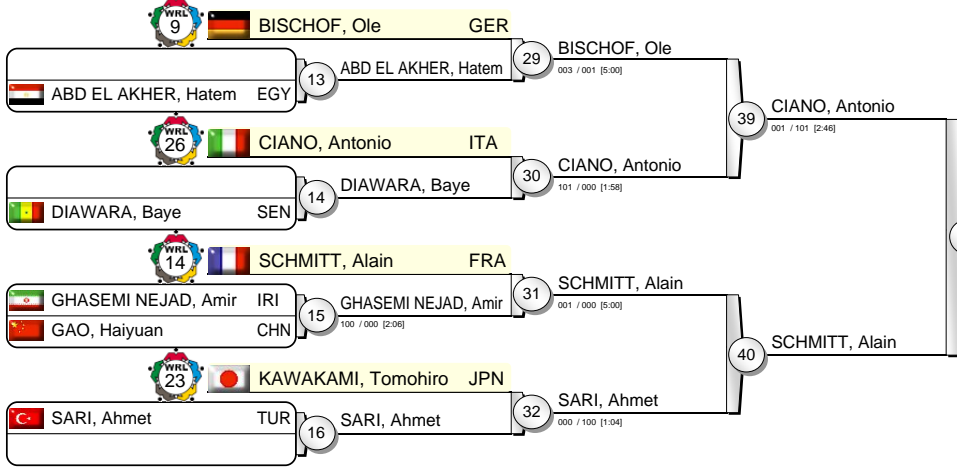 WRL
9
BISCHOF, Ole GER
29
BISCHOF, Ole
003 / 001 [5:00]
ABD EL AKHER, Hatem EGY
13
ABD EL AKHER, Hatem
39
CIANO, Antonio
001 / 101 [2:46]
WRL
26
CIANO, Antonio ITA
30
CIANO, Antonio
101 / 000 [1:58]
DIAWARA, Baye SEN
14
DIAWARA, Baye
WRL
14
SCHMITT, Alain FRA
31
SCHMITT, Alain
001 / 000 [5:00]
GHASEMI NEJAD, Amir IRI
GAO, Haiyuan CHN
15
GHASEMI NEJAD, Amir
100 / 000 [2:06]
40
SCHMITT, Alain
WRL
23
KAWAKAMI, Tomohiro JPN
32
SARI, Ahmet
000 / 100 [1:04]
SARI, Ahmet TUR
16
SARI, Ahmet